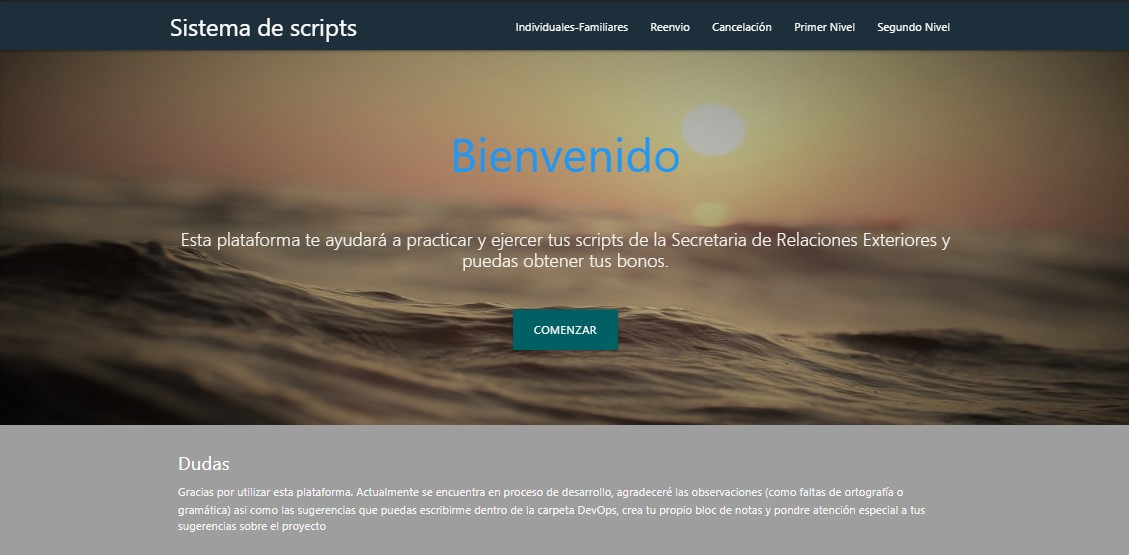 Sistema de scripts
Individuales-Familiares Reenvio Cancelación Primer Nivel Segundo Nivel
Bienvenido
Esta plataforma te ayudará a practicar y ejercer tus scripts de la Secretaria de Relaciones Exteriores y
puedas obtener tus bonos.
COMENZAR
Dudas
Gracias por utilizar esta plataforma. Actualmente se encuentra en proceso de desarrollo, agradeceré las observaciones (como faltas de ortografía o
gramática) asi como las sugerencias que puedas escribirme dentro de la carpeta DevOps, crea tu propio bloc de notas y pondre atención especial a tus
sugerencias sobre el proyecto